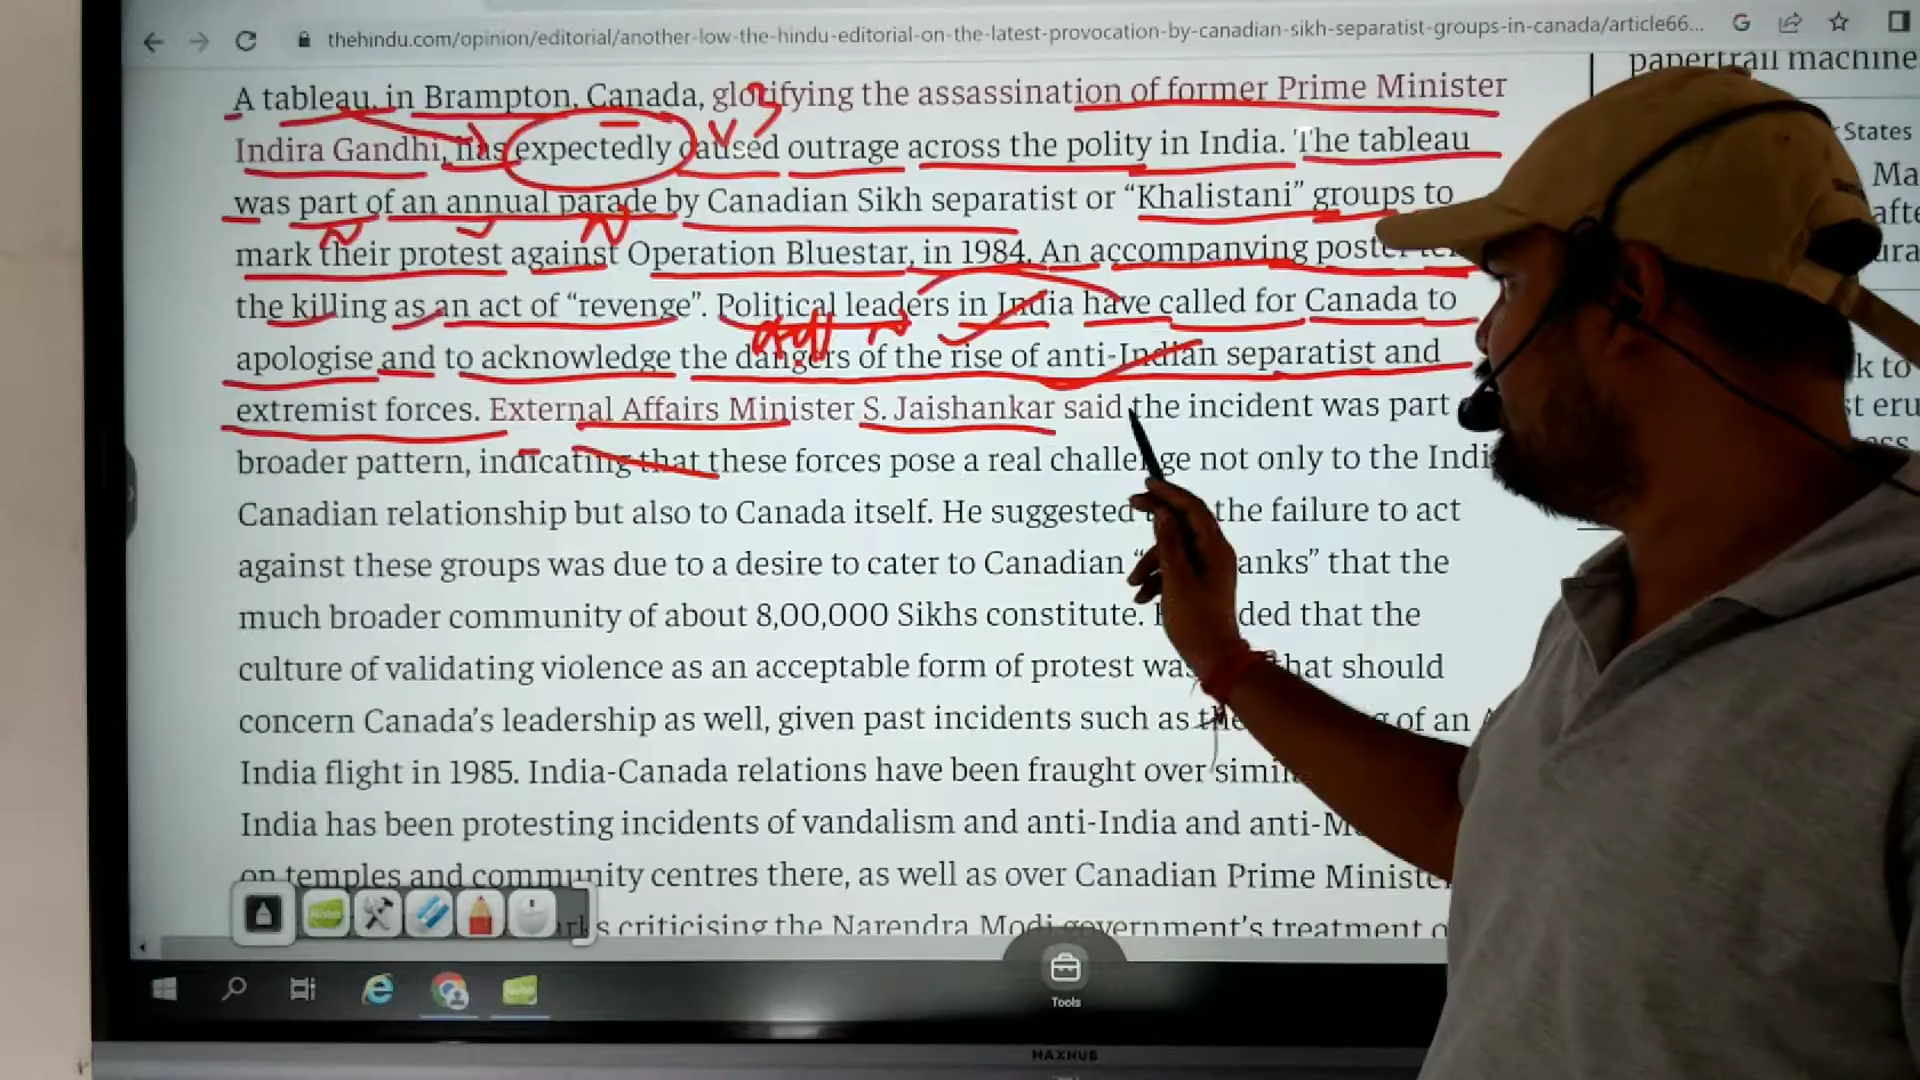 thehindu.com/opinion/editorial/another-low-the-hindu-editorial-on-the-latest-provocation-by-canadian-sikh-separatist-groups-in-canada/article66...
papertrail machine
A tableau, in Brampton, Canada, glorifying the assassination of former Prime Minister
States
Indira Gandhi, has expectedly caused outrage across the polity in India. The tableau
was part of an annual parade by Canadian Sikh separatist or “Khalistani” groups to
mark their protest against Operation Bluestar, in 1984. An accompanying poster
the killing as an act of “revenge”. Political leaders in India have called for Canada to
apologise and to acknowledge the dangers of the rise of anti-Indian separatist and
k to
extremist forces. External Affairs Minister S. Jaishankar said the incident was part
broader pattern, indicating that these forces pose a real challenge not only to the
Canadian relationship but also to Canada itself. He suggested the failure to act
against these groups was due to a desire to cater to Canadian “ anks” that the
much broader community of about 8,00,000 Sikhs constitute. ded that the
culture of validating violence as an acceptable form of protest was that should
concern Canada’s leadership as well, given past incidents such as the of an
India flight in 1985. India-Canada relations have been fraught over
India has been protesting incidents of vandalism and anti-India and
on temples and community centres there, as well as over Canadian Prime Minister
criticising the Narendra Modi government’s treatment
Note
Tools
MAXHUB